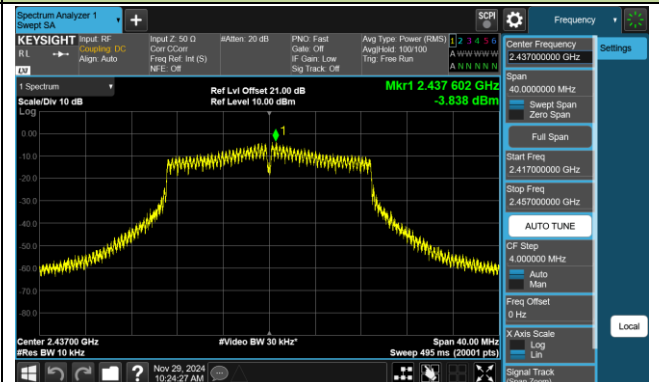 Spectrum Analyzer 1
Swept SA
SCPI
Frequency
KEYSIGHT
RL
LXI
Input: RF
Coupling: DC
Align: Auto
Input Z: 50 Ω
Corr CCorr
Freq Ref: Int (S)
NFE: Off
#Atten: 20 dB
PNO: Fast
Gate: Off
IF Gain: Low
Sig Track: Off
Avg Type: Power (RMS)
Avg|Hold: 100/100
Trig: Free Run
1 2 3 4 5 6
A W W W W W
A N N N N N
1 Spectrum
Scale/Div 10 dB
Log
Ref Lvl Offset 21.00 dB
Ref Level 10.00 dBm
Mkr1 2.437 602 GHz
-3.838 dBm
1
0.00
-10.0
-20.0
-30.0
-40.0
-50.0
-60.0
-70.0
-80.0
Center 2.43700 GHz
#Res BW 10 kHz
#Video BW 30 kHz*
Span 40.00 MHz
Sweep 495 ms (20001 pts)
Nov 29, 2024
10:24:27 AM
Center Frequency
2.437000000 GHz
Span
40.0000000 MHz
Swept Span
Zero Span
Full Span
Start Freq
2.417000000 GHz
Stop Freq
2.457000000 GHz
AUTO TUNE
CF Step
4.000000 MHz
Auto
Man
Freq Offset
0 Hz
X Axis Scale
Log
Lin
Signal Track
(Span Zoom)
Settings
Local